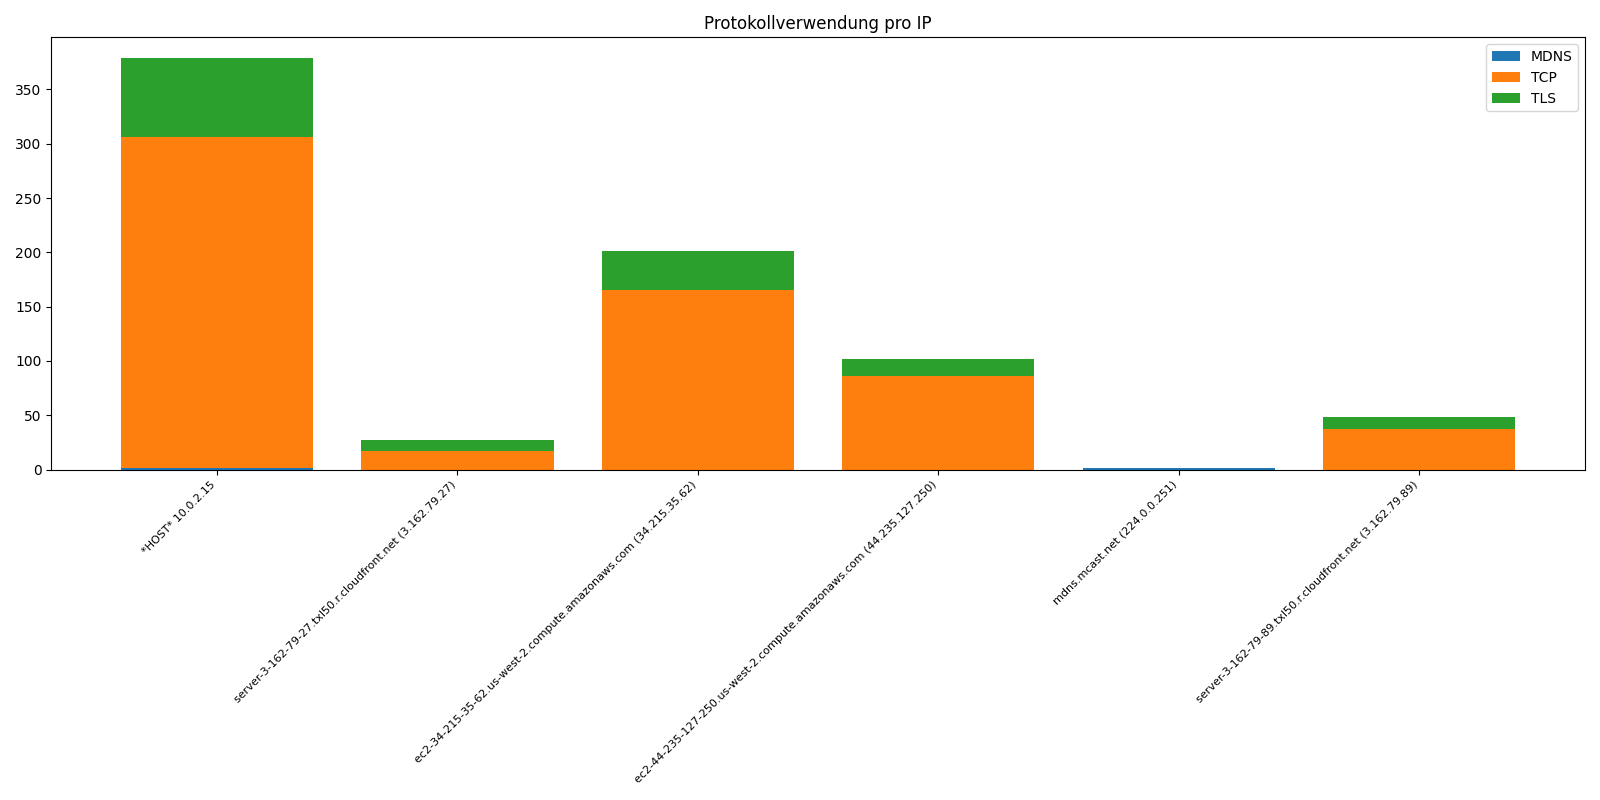 Protokollverwendung pro IP
MDNS
TCP
TLS
350
300
250
200
150
100
50
0
*HOST* 10.0.2.15
server-3-162-79-27.txl50.r.cloudfront.net (3.162.79.27)
ec2-34-215-35-62.us-west-2.compute.amazonaws.com (34.215.35.62)
ec2-44-235-127-250.us-west-2.compute.amazonaws.com (44.235.127.250)
mdns.mcast.net (224.0.0.251)
server-3-162-79-89.txl50.r.cloudfront.net (3.162.79.89)